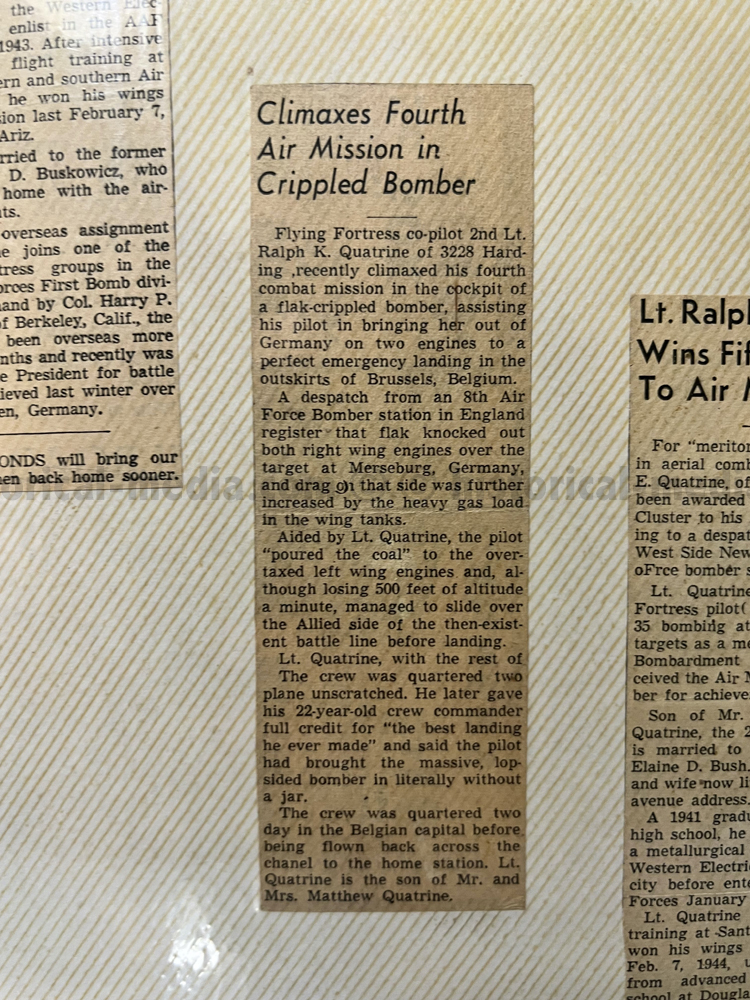 the Western Elec-
enlist in the AAF
1943. After intensive
flight training at
ern and southern Air
he won his wings
sion last February 7,
Ariz.
rried to the former
D. Buskowicz, who
home with the air-
ts.
overseas assignment
e joins one of the
tress groups in the
orces First Bomb divi-
mand by Col. Harry P.
f Berkeley, Calif., the
been overseas more
nths and recently was
e President for battle
ieved last winter over
en, Germany.
ONDS will bring our
men back home sooner.
Climaxes Fourth
Air Mission in
Crippled Bomber
Flying Fortress co-pilot 2nd Lt.
Ralph K. Quatrine of 3228 Hard-
ing ,recently climaxed his fourth
combat mission in the cockpit of
a flak-crippled bomber, assisting
his pilot in bringing her out of
Germany on two engines to a
perfect emergency landing in the
outskirts of Brussels, Belgium.
A despatch from an 8th Air
Force Bomber station in England
register that flak knocked out
both right wing engines over the
target at Merseburg, Germany,
and drag on that side was further
increased by the heavy gas load
in the wing tanks.
Aided by Lt. Quatrine, the pilot
"poured the coal" to the over-
taxed left wing engines and, al-
though losing 500 feet of altitude
a minute, managed to slide over
the Allied side of the then-exist-
ent battle line before landing.
Lt. Quatrine, with the rest of
The crew was quartered two
plane unscratched. He later gave
his 22-year-old crew commander
full credit for "the best landing
he ever made" and said the pilot
had brought the massive, lop-
sided bomber in literally without
a jar.
The crew was quartered two
day in the Belgian capital before
being flown back across the
chanel to the home station. Lt.
Quatrine is the son of Mr. and
Mrs. Matthew Quatrine.
Lt. Ralph
Wins Fif
To Air M
For "meritor
in aerial comb
E. Quatrine, of
been awarded
Cluster to his
ing to a despat
West Side New
oFrce bomber s
Lt. Quatrine
Fortress pilot(
35 bombing at
targets as a me
Bombardment
ceived the Air M
ber for achieve
Son of Mr.
Quatrine, the 2
is married to
Elaine D. Bush.
and wife now li
avenue address.
A 1941 gradu
high school, he
a metallurgical
Western Electri
city before ente
Forces January
Lt. Quatrine
training at Sant
won his wings
Feb. 7, 1944, u
from advanced
school at Dougla